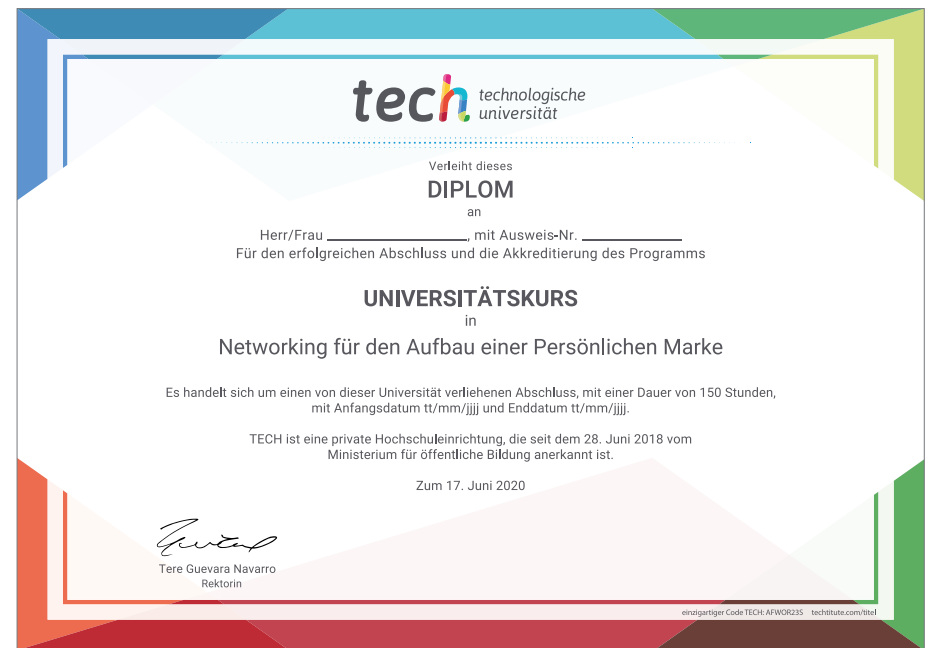 tech technologische
universität
Verleiht dieses
DIPLOM
an
Herr/Frau ____________, mit Ausweis-Nr. ____________
Für den erfolgreichen Abschluss und die Akkreditierung des Programms
UNIVERSITÄTSKURS
in
Networking für den Aufbau einer Persönlichen Marke
Es handelt sich um einen von dieser Universität verliehenen Abschluss, mit einer Dauer von 150 Stunden,
mit Anfangsdatum tt/mm/jjjj und Enddatum tt/mm/jjjj.
TECH ist eine private Hochschuleinrichtung, die seit dem 28. Juni 2018 vom
Ministerium für öffentliche Bildung anerkannt ist.
Zum 17. Juni 2020
Tere Guevara Navarro
Rektorin
einzigartiger Code TECH: AFWOR23S techtitute.com/titel